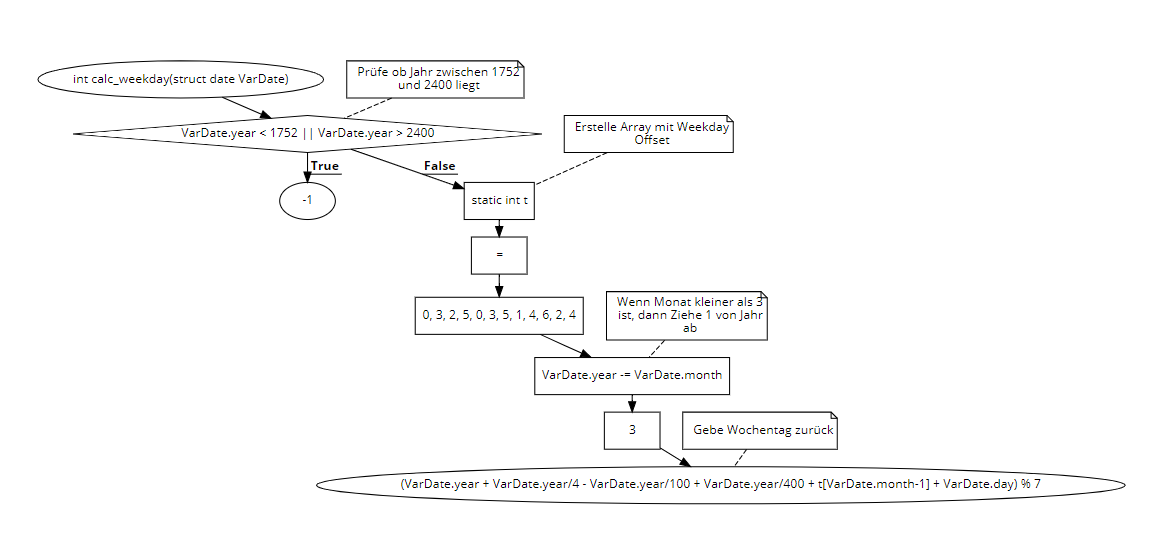 int calc_weekday(struct date VarDate)
Prüfe ob Jahr zwischen 1752
und 2400 liegt
VarDate.year < 1752 || VarDate.year > 2400
Erstelle Array mit Weekday
Offset
True
False
-1
static int t
=
0, 3, 2, 5, 0, 3, 5, 1, 4, 6, 2, 4
Wenn Monat kleiner als 3
ist, dann Ziehe 1 von Jahr
ab
VarDate.year -= VarDate.month
3
Gebe Wochentag zurück
(VarDate.year + VarDate.year/4 - VarDate.year/100 + VarDate.year/400 + t[VarDate.month-1] + VarDate.day) % 7